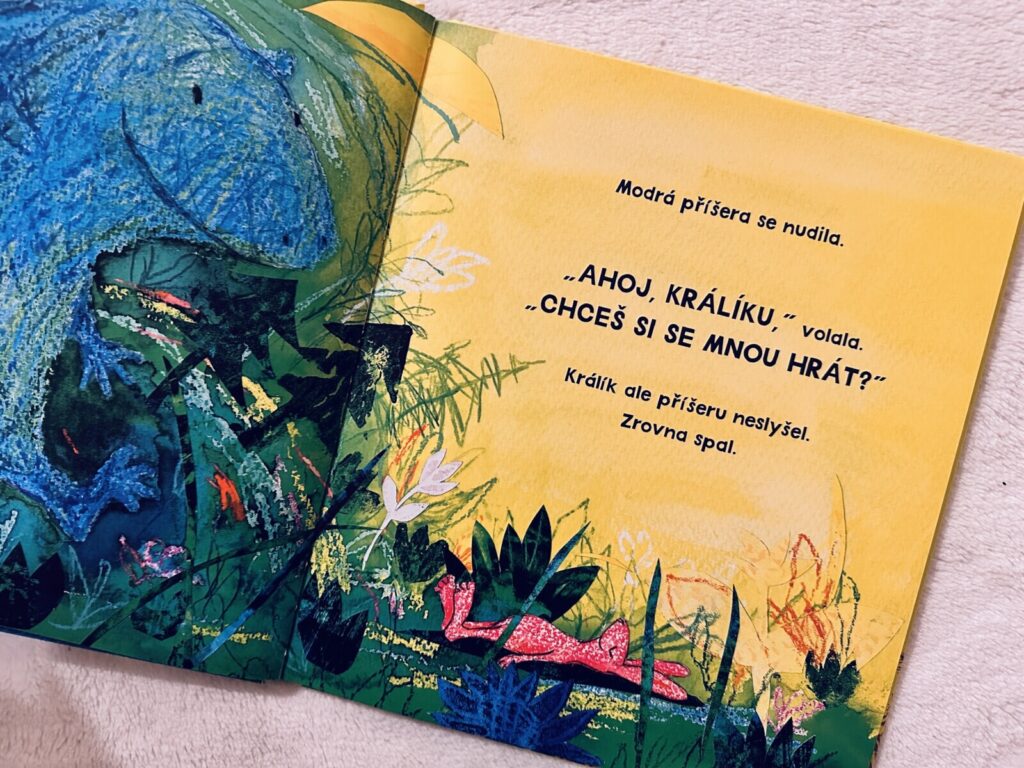 Modrá příšera se nudila.
„AHOJ, KRÁLÍKU,“ volala.
„CHCEŠ SI SE MNOU HRÁT?“
Králík ale příšeru neslyšel.
Zrovna spal.